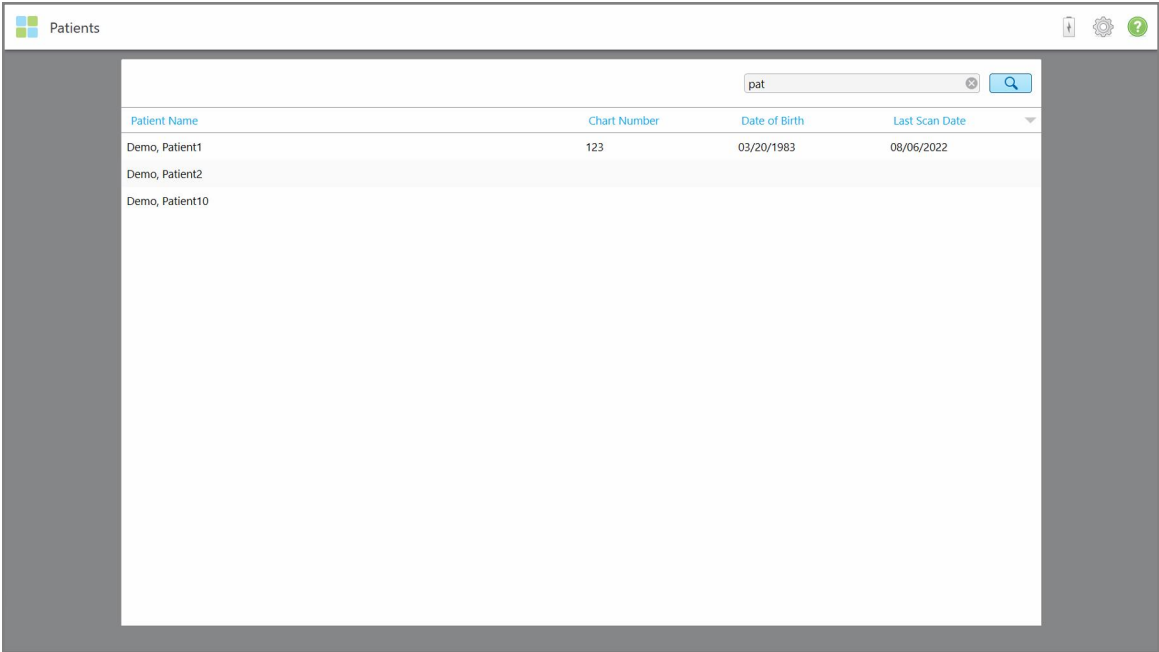 Patients
?
pat
Patient Name Chart Number Date of Birth Last Scan Date
Demo, Patient1 123 03/20/1983 08/06/2022
Demo, Patient2
Demo, Patient10